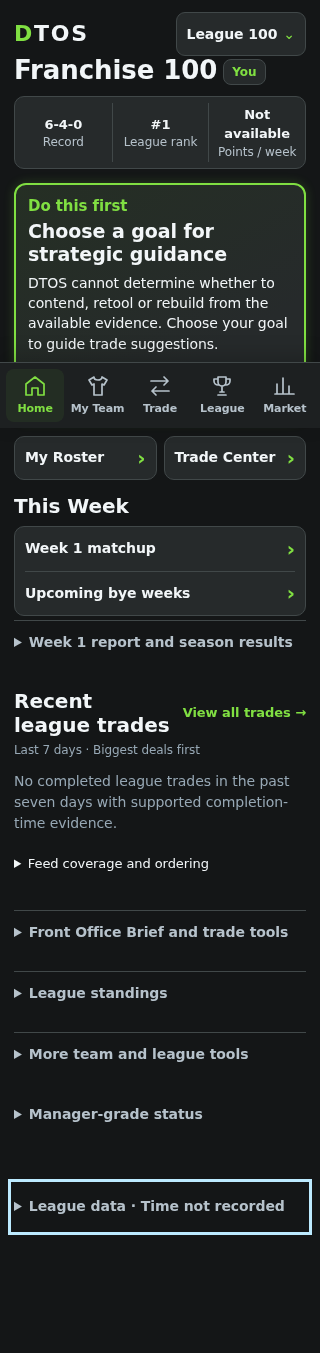 DTOS
League 100
Franchise 100 You
6-4-0
Record
#1
League rank
Not
available
Points / week
Do this first
Choose a goal for
strategic guidance
DTOS cannot determine whether to
contend, retool or rebuild from the
available evidence. Choose your goal
to guide trade suggestions.
Home
My Team
Trade
League
Market
My Roster ›
Trade Center ›
This Week
Week 1 matchup ›
Upcoming bye weeks ›
▶ Week 1 report and season results
Recent
league trades
View all trades →
Last 7 days · Biggest deals first
No completed league trades in the past
seven days with supported completion-
time evidence.
▶ Feed coverage and ordering
▶ Front Office Brief and trade tools
▶ League standings
▶ More team and league tools
▶ Manager-grade status
▶ League data · Time not recorded